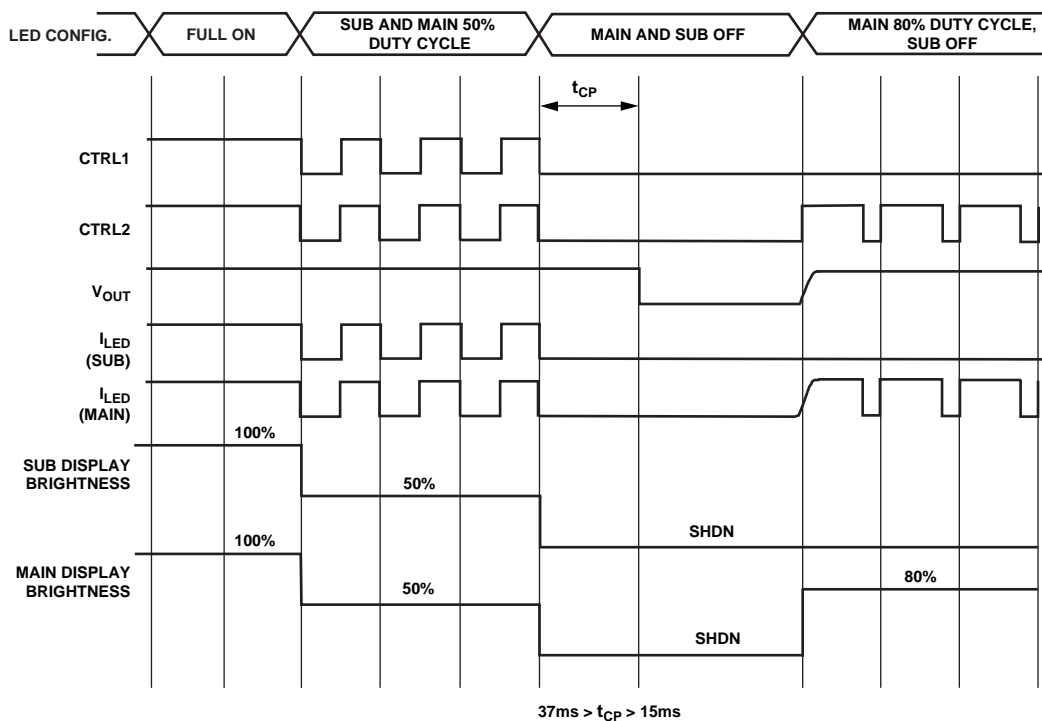 LED CONFIG.
FULL ON
SUB AND MAIN 50%
DUTY CYCLE
MAIN AND SUB OFF
MAIN 80% DUTY CYCLE,
SUB OFF
tCP
CTRL1
CTRL2
VOUT
ILED
(SUB)
ILED
(MAIN)
100%
SUB DISPLAY
BRIGHTNESS
50%
SHDN
100%
MAIN DISPLAY
BRIGHTNESS
50%
80%
SHDN
37ms > tCP > 15ms